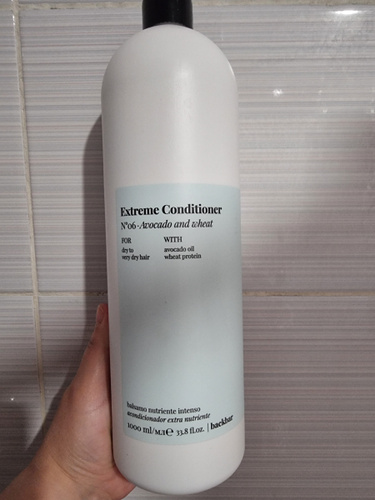 Extreme Conditioner
N°06 - Avocado and wheat
FOR WITH
dry to avocado oil
very dry hair wheat protein
balsamo nutriente intenso
acondicionador extra nutriente
1000 ml/мл℮ 33.8 fl.oz. | backbar